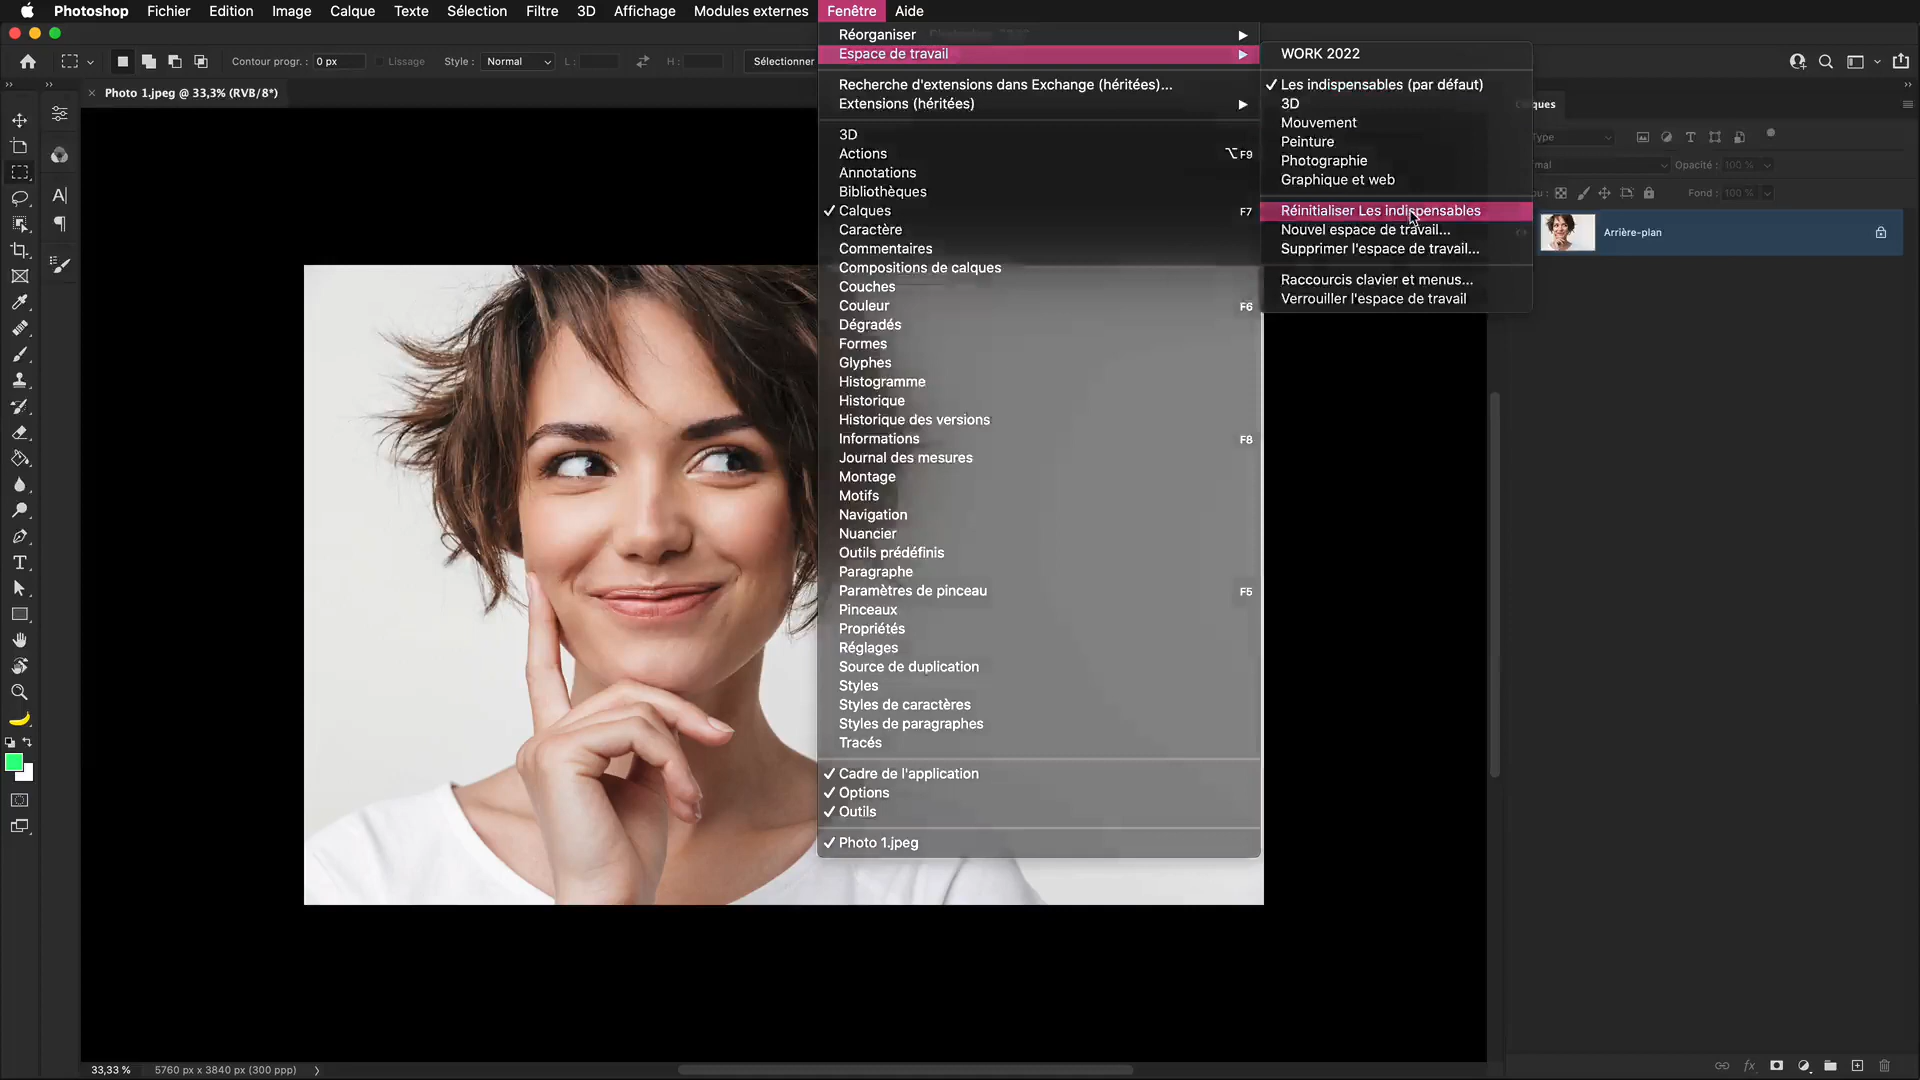 Photoshop Fichier Edition Image Calque Texte Sélection Filtre 3D Affichage Modules externes Fenêtre Aide
Contour progr. : 0 px Lissage Style : Normal L : H : Sélectionner
Photo 1.jpeg @ 33,3% (RVB/8*)
Réorganiser
Espace de travail
Recherche d'extensions dans Exchange (héritées)...
Extensions (héritées)
3D
Actions ⌥F9
Annotations
Bibliothèques
✓ Calques F7
Caractère
Commentaires
Compositions de calques
Couches
Couleur F6
Dégradés
Formes
Glyphes
Histogramme
Historique
Historique des versions
Informations F8
Journal des mesures
Montage
Motifs
Navigation
Nuancier
Outils prédéfinis
Paragraphe
Paramètres de pinceau F5
Pinceaux
Propriétés
Réglages
Source de duplication
Styles
Styles de caractères
Styles de paragraphes
Tracés
✓ Cadre de l'application
✓ Options
✓ Outils
✓ Photo 1.jpeg
WORK 2022
✓ Les indispensables (par défaut)
3D
Mouvement
Peinture
Photographie
Graphique et web
Réinitialiser Les indispensables
Nouvel espace de travail...
Supprimer l'espace de travail...
Raccourcis clavier et menus...
Verrouiller l'espace de travail
ques
Type
mal Opacité : 100 %
Fond : 100 %
Arrière-plan
33,33 % 5760 px x 3840 px (300 ppp)
fx